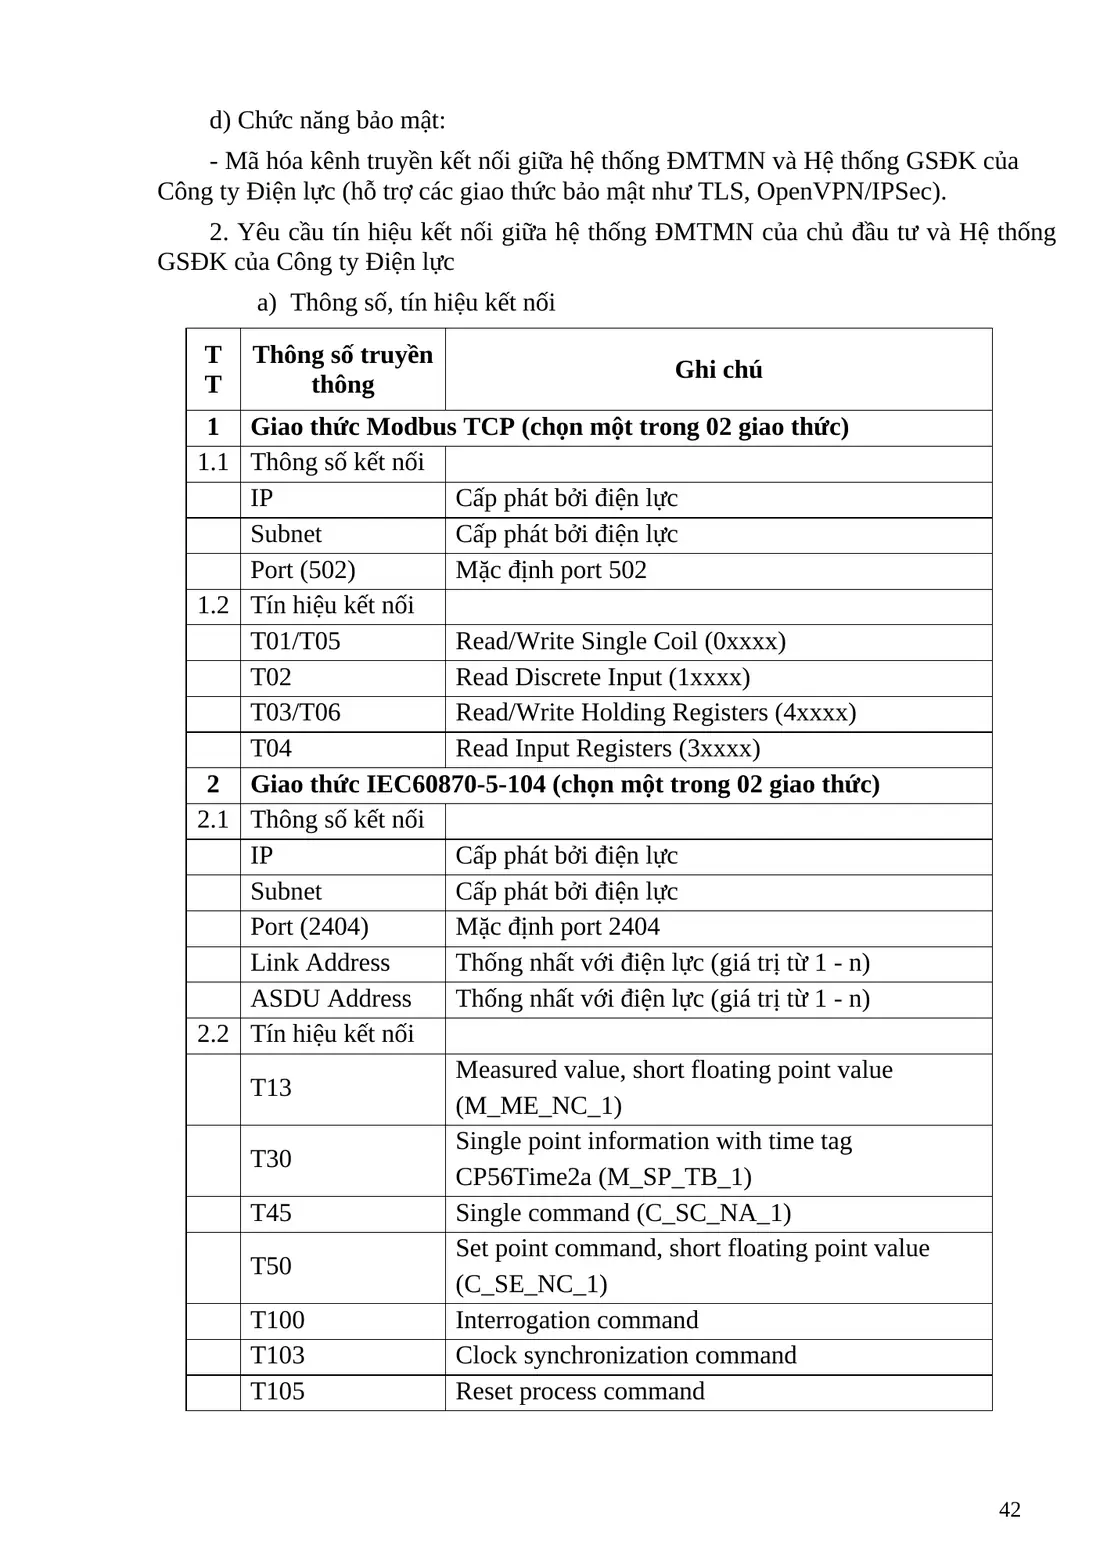 d) Chức năng bảo mật:
- Mã hóa kênh truyền kết nối giữa hệ thống ĐMTMN và Hệ thống GSĐK của
Công ty Điện lực (hỗ trợ các giao thức bảo mật như TLS, OpenVPN/IPSec).
2. Yêu cầu tín hiệu kết nối giữa hệ thống ĐMTMN của chủ đầu tư và Hệ thống
GSĐK của Công ty Điện lực
a) Thông số, tín hiệu kết nối
T
T
Thông số truyền
thông
Ghi chú
1 Giao thức Modbus TCP (chọn một trong 02 giao thức)
1.1 Thông số kết nối
IP Cấp phát bởi điện lực
Subnet Cấp phát bởi điện lực
Port (502) Mặc định port 502
1.2 Tín hiệu kết nối
T01/T05 Read/Write Single Coil (0xxxx)
T02 Read Discrete Input (1xxxx)
T03/T06 Read/Write Holding Registers (4xxxx)
T04 Read Input Registers (3xxxx)
2 Giao thức IEC60870-5-104 (chọn một trong 02 giao thức)
2.1 Thông số kết nối
IP Cấp phát bởi điện lực
Subnet Cấp phát bởi điện lực
Port (2404) Mặc định port 2404
Link Address Thống nhất với điện lực (giá trị từ 1 - n)
ASDU Address Thống nhất với điện lực (giá trị từ 1 - n)
2.2 Tín hiệu kết nối
T13
Measured value, short floating point value
(M_ME_NC_1)
T30
Single point information with time tag
CP56Time2a (M_SP_TB_1)
T45 Single command (C_SC_NA_1)
T50
Set point command, short floating point value
(C_SE_NC_1)
T100 Interrogation command
T103 Clock synchronization command
T105 Reset process command
42